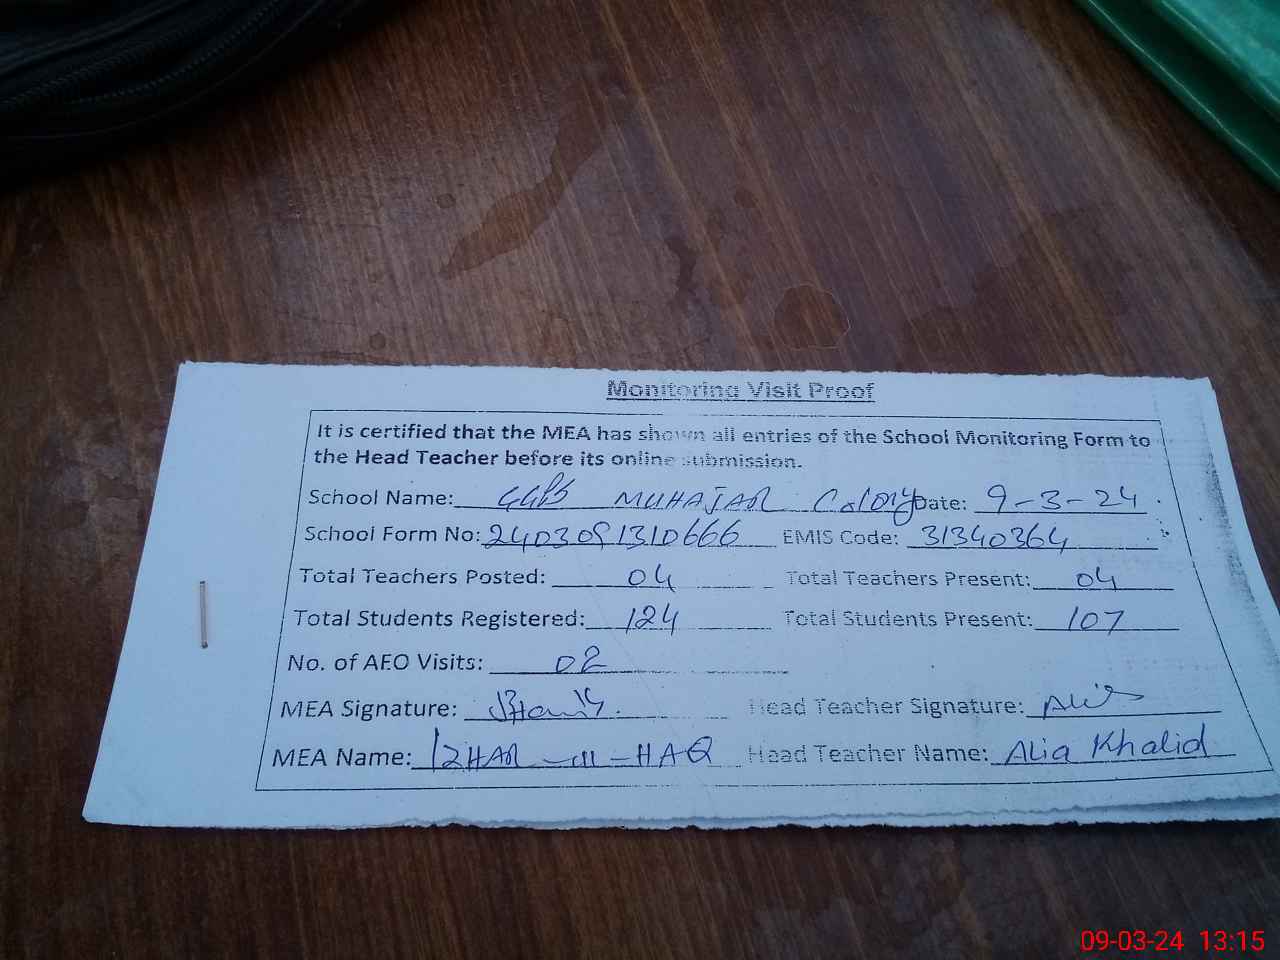 Monitoring Visit Proof
It is certified that the MEA has shown all entries of the School Monitoring Form to
the Head Teacher before its online submission.
School Name: GGPS MUHAJAR Colony Date: 9-3-24
School Form No: 2403091310666 EMIS Code: 31340364
Total Teachers Posted: 04 Total Teachers Present: 04
Total Students Registered: 124 Total Students Present: 107
No. of AEO Visits: 02
MEA Signature: Head Teacher Signature: Alia
MEA Name: IZHAR-ul-HAQ Head Teacher Name: Alia Khalid
09-03-24 13:15